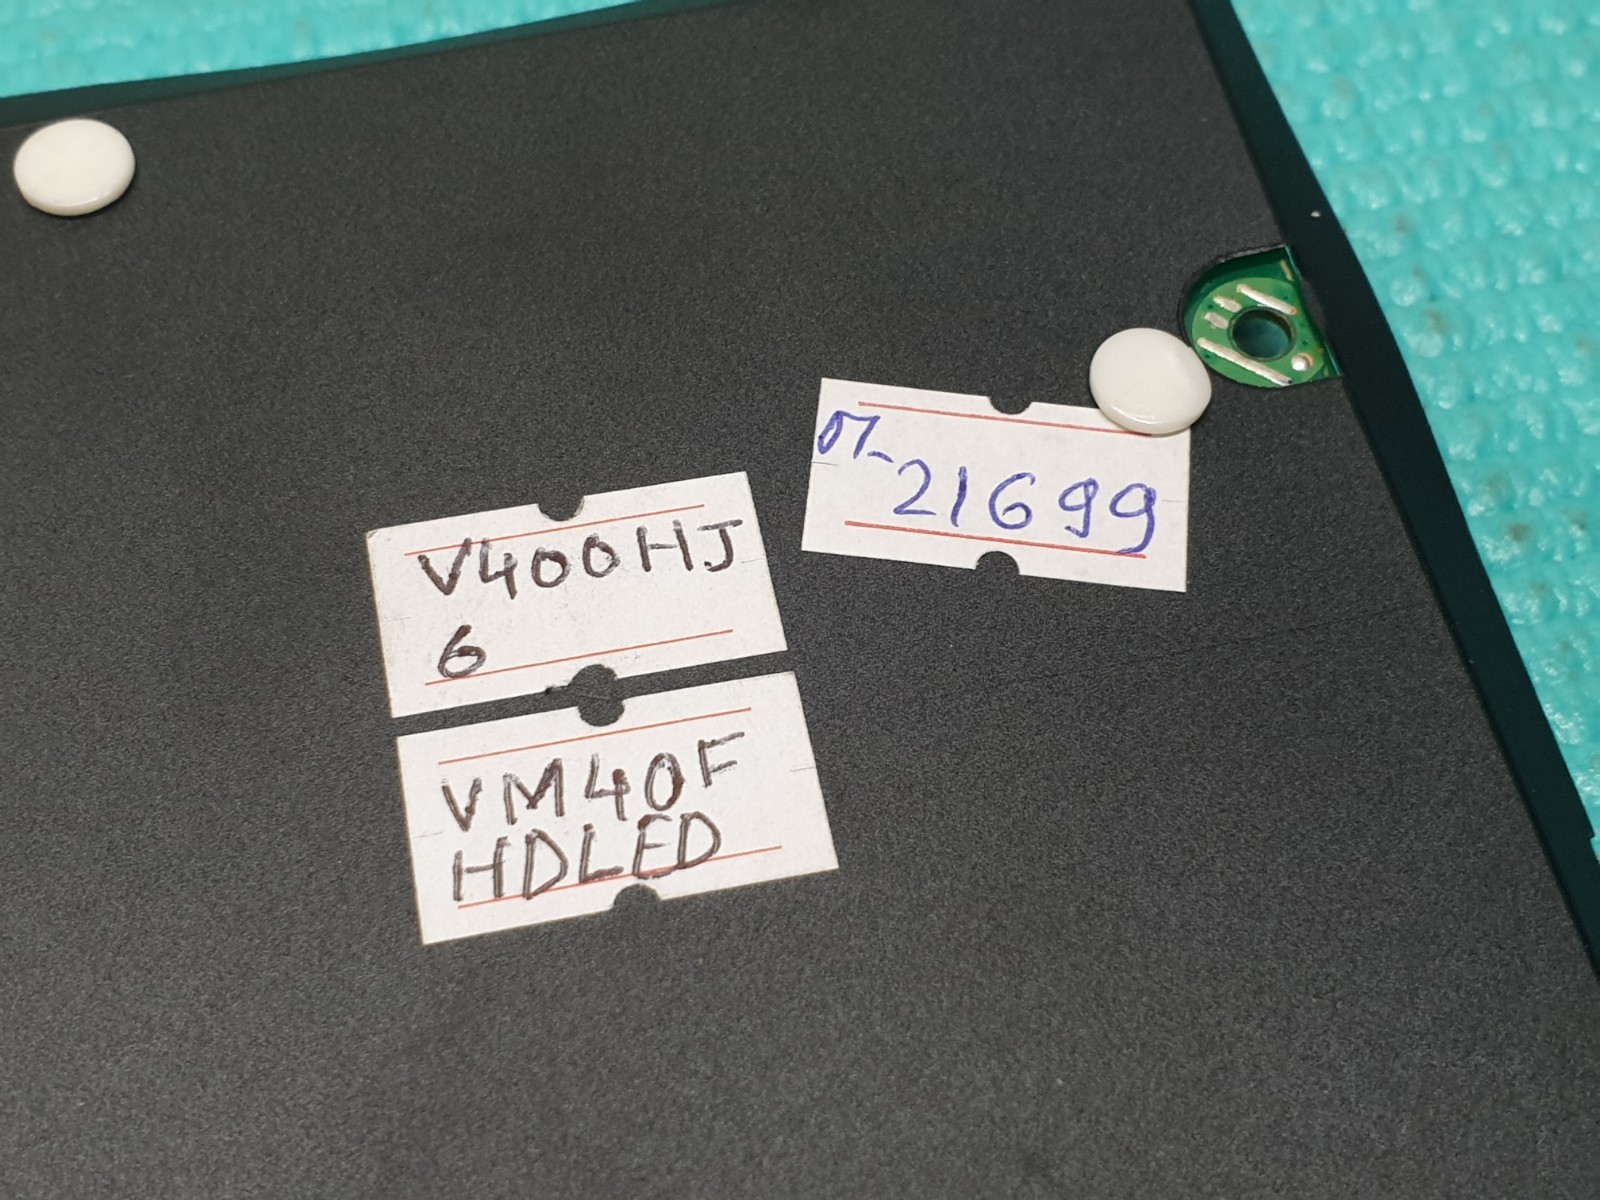 V400HJ
6
VM40F
HDLED
07-
21699